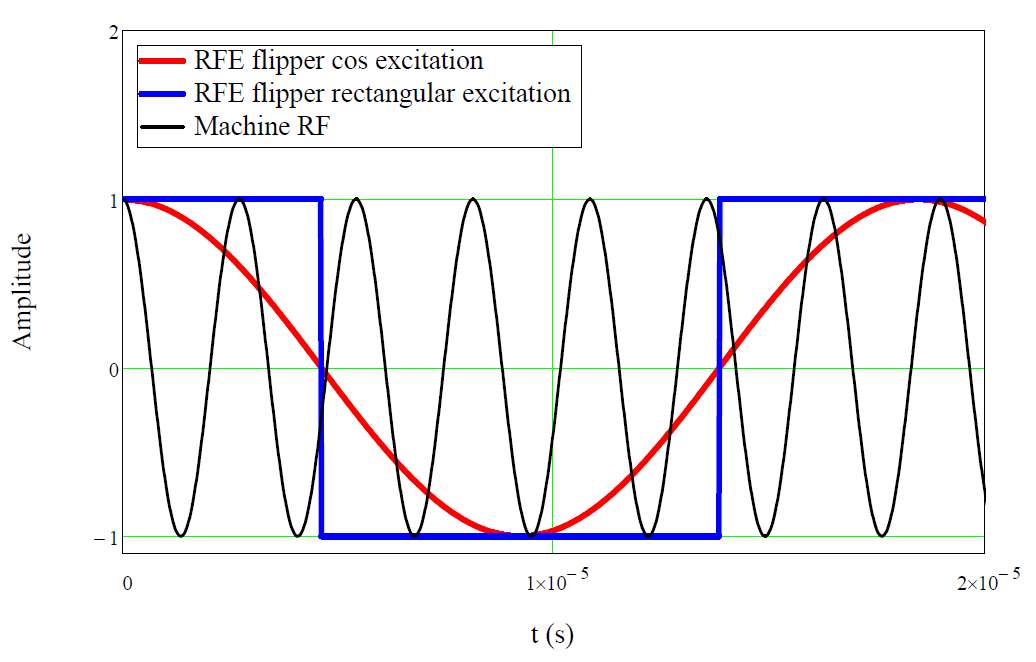 2
RFE flipper cos excitation
RFE flipper rectangular excitation
Machine RF
1
Amplitude
0
−1
0
1×10⁻⁵
2×10⁻⁵
t (s)